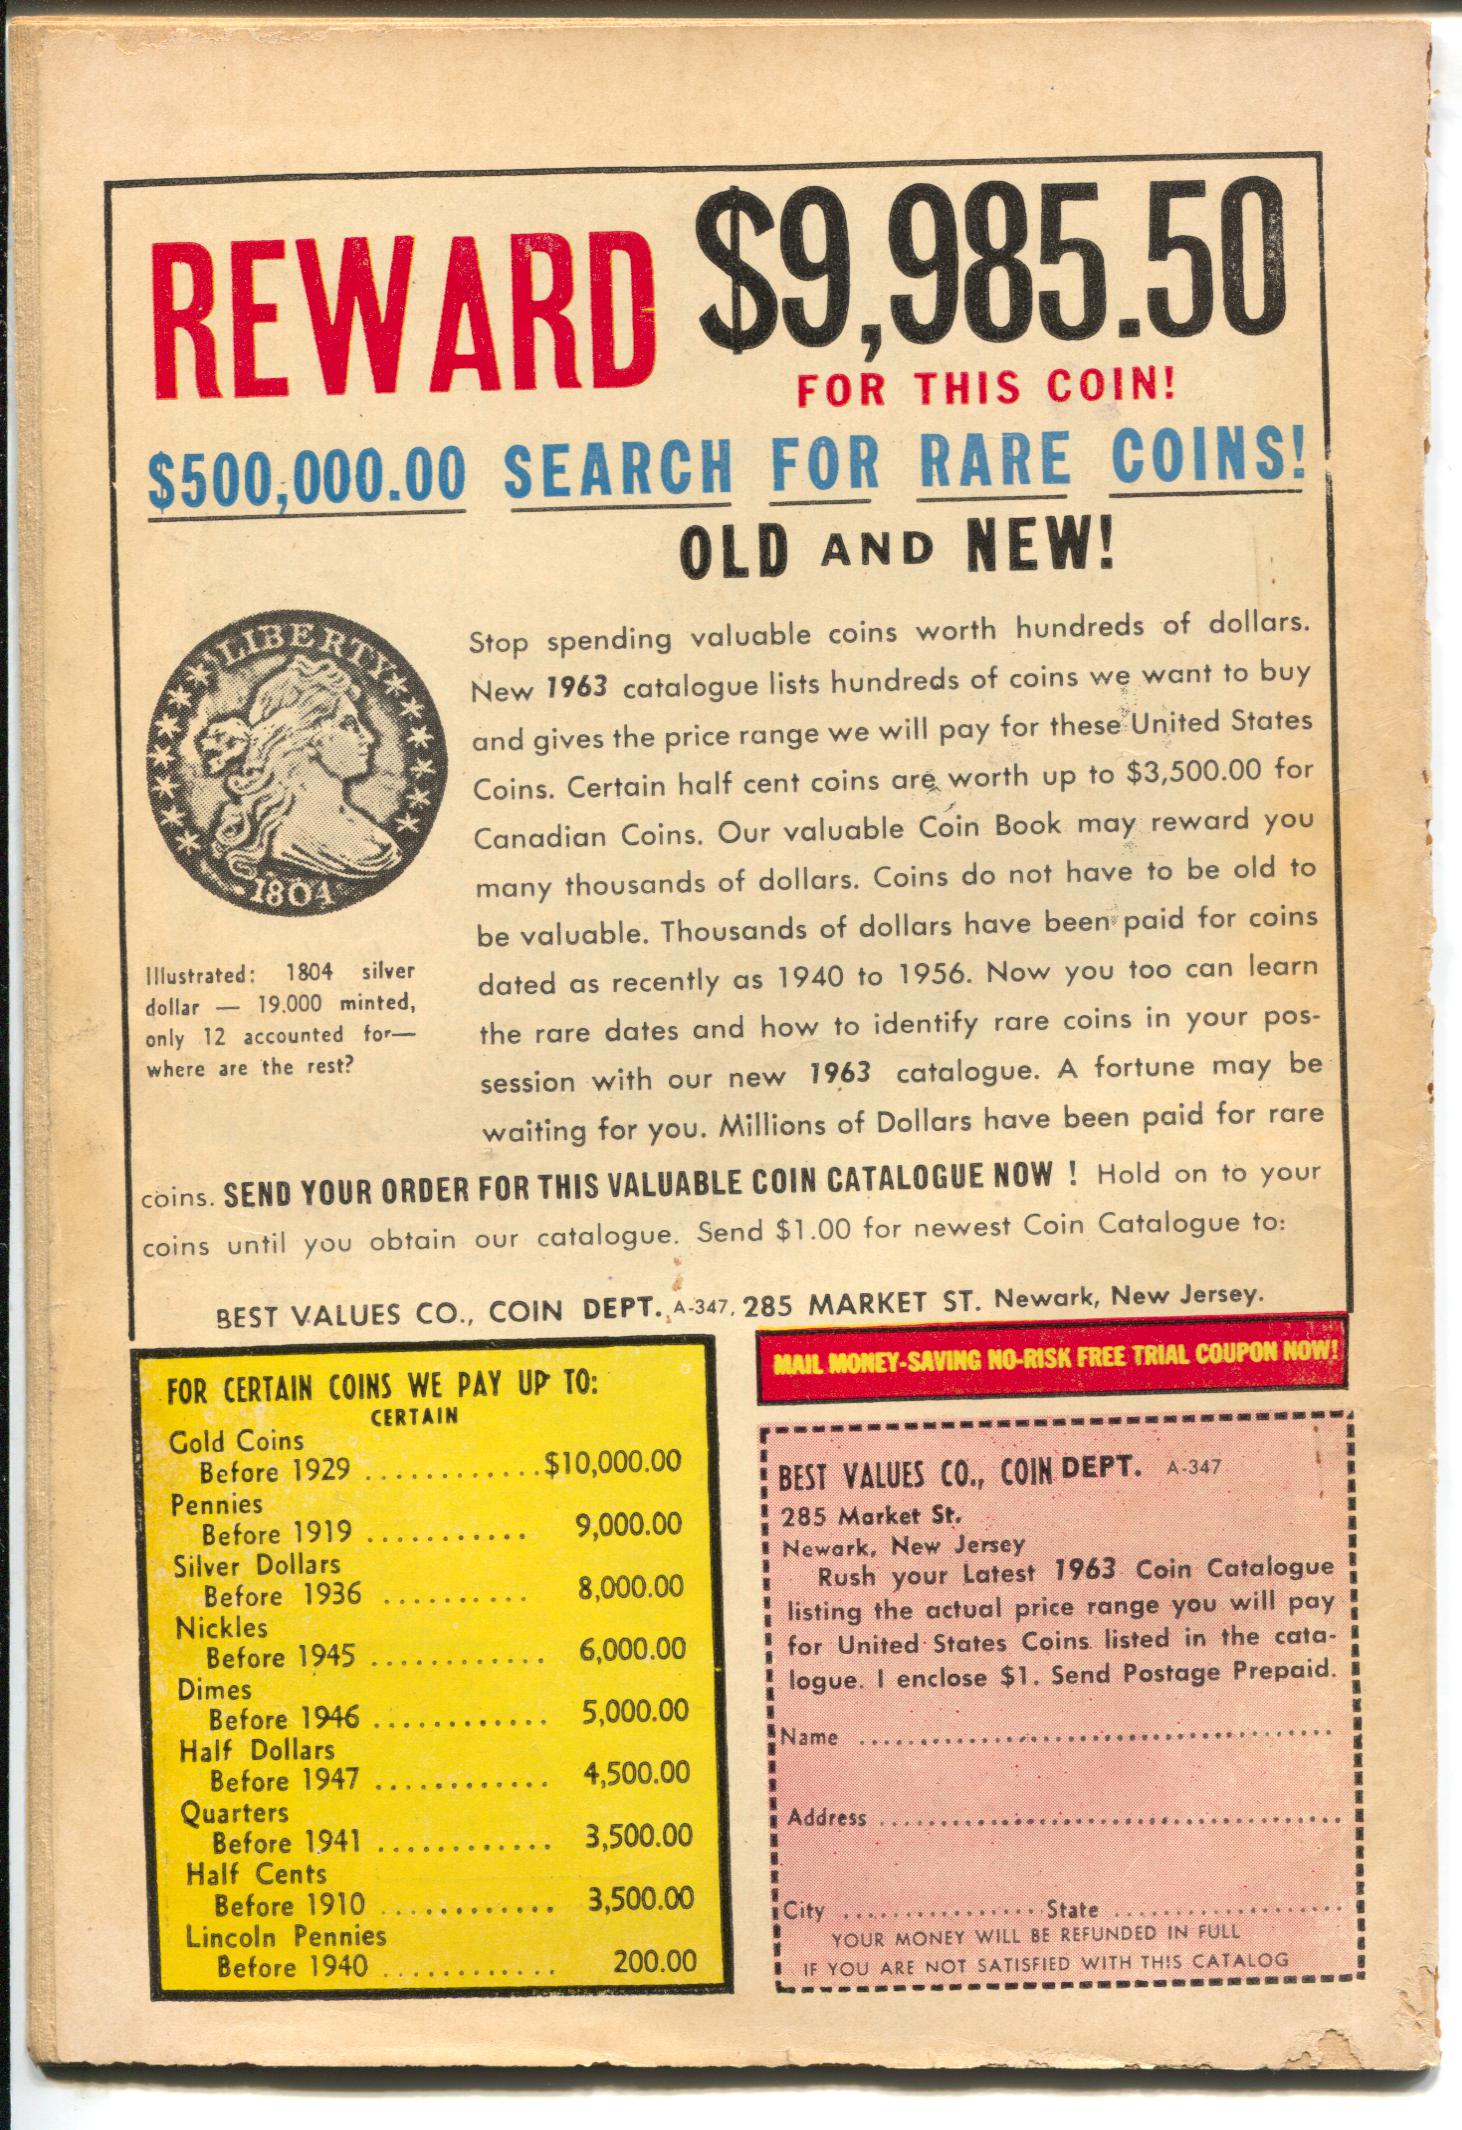 REWARD $9,985.50
FOR THIS COIN!
$500,000.00 SEARCH FOR RARE COINS!
OLD AND NEW!
LIBERTY
1804
Illustrated: 1804 silver
dollar — 19.000 minted,
only 12 accounted for—
where are the rest?
Stop spending valuable coins worth hundreds of dollars.
New 1963 catalogue lists hundreds of coins we want to buy
and gives the price range we will pay for these United States
Coins. Certain half cent coins are worth up to $3,500.00 for
Canadian Coins. Our valuable Coin Book may reward you
many thousands of dollars. Coins do not have to be old to
be valuable. Thousands of dollars have been paid for coins
dated as recently as 1940 to 1956. Now you too can learn
the rare dates and how to identify rare coins in your pos-
session with our new 1963 catalogue. A fortune may be
waiting for you. Millions of Dollars have been paid for rare
coins. SEND YOUR ORDER FOR THIS VALUABLE COIN CATALOGUE NOW ! Hold on to your
coins until you obtain our catalogue. Send $1.00 for newest Coin Catalogue to:
BEST VALUES CO., COIN DEPT. A-347, 285 MARKET ST. Newark, New Jersey.
FOR CERTAIN COINS WE PAY UP TO:
CERTAIN
Gold Coins
Before 1929 .............$10,000.00
Pennies
Before 1919 ............ 9,000.00
Silver Dollars
Before 1936 ........... 8,000.00
Nickles
Before 1945 ............ 6,000.00
Dimes
Before 1946 ............ 5,000.00
Half Dollars
Before 1947 ............ 4,500.00
Quarters
Before 1941 ............ 3,500.00
Half Cents
Before 1910 ............ 3,500.00
Lincoln Pennies
Before 1940 ............ 200.00
MAIL MONEY-SAVING NO-RISK FREE TRIAL COUPON NOW!
BEST VALUES CO., COIN DEPT. A-347
285 Market St.
Newark, New Jersey
Rush your Latest 1963 Coin Catalogue
listing the actual price range you will pay
for United States Coins listed in the cata-
logue. I enclose $1. Send Postage Prepaid.
Name ........................................
Address ........................................
City .................. State ....................
YOUR MONEY WILL BE REFUNDED IN FULL
IF YOU ARE NOT SATISFIED WITH THIS CATALOG